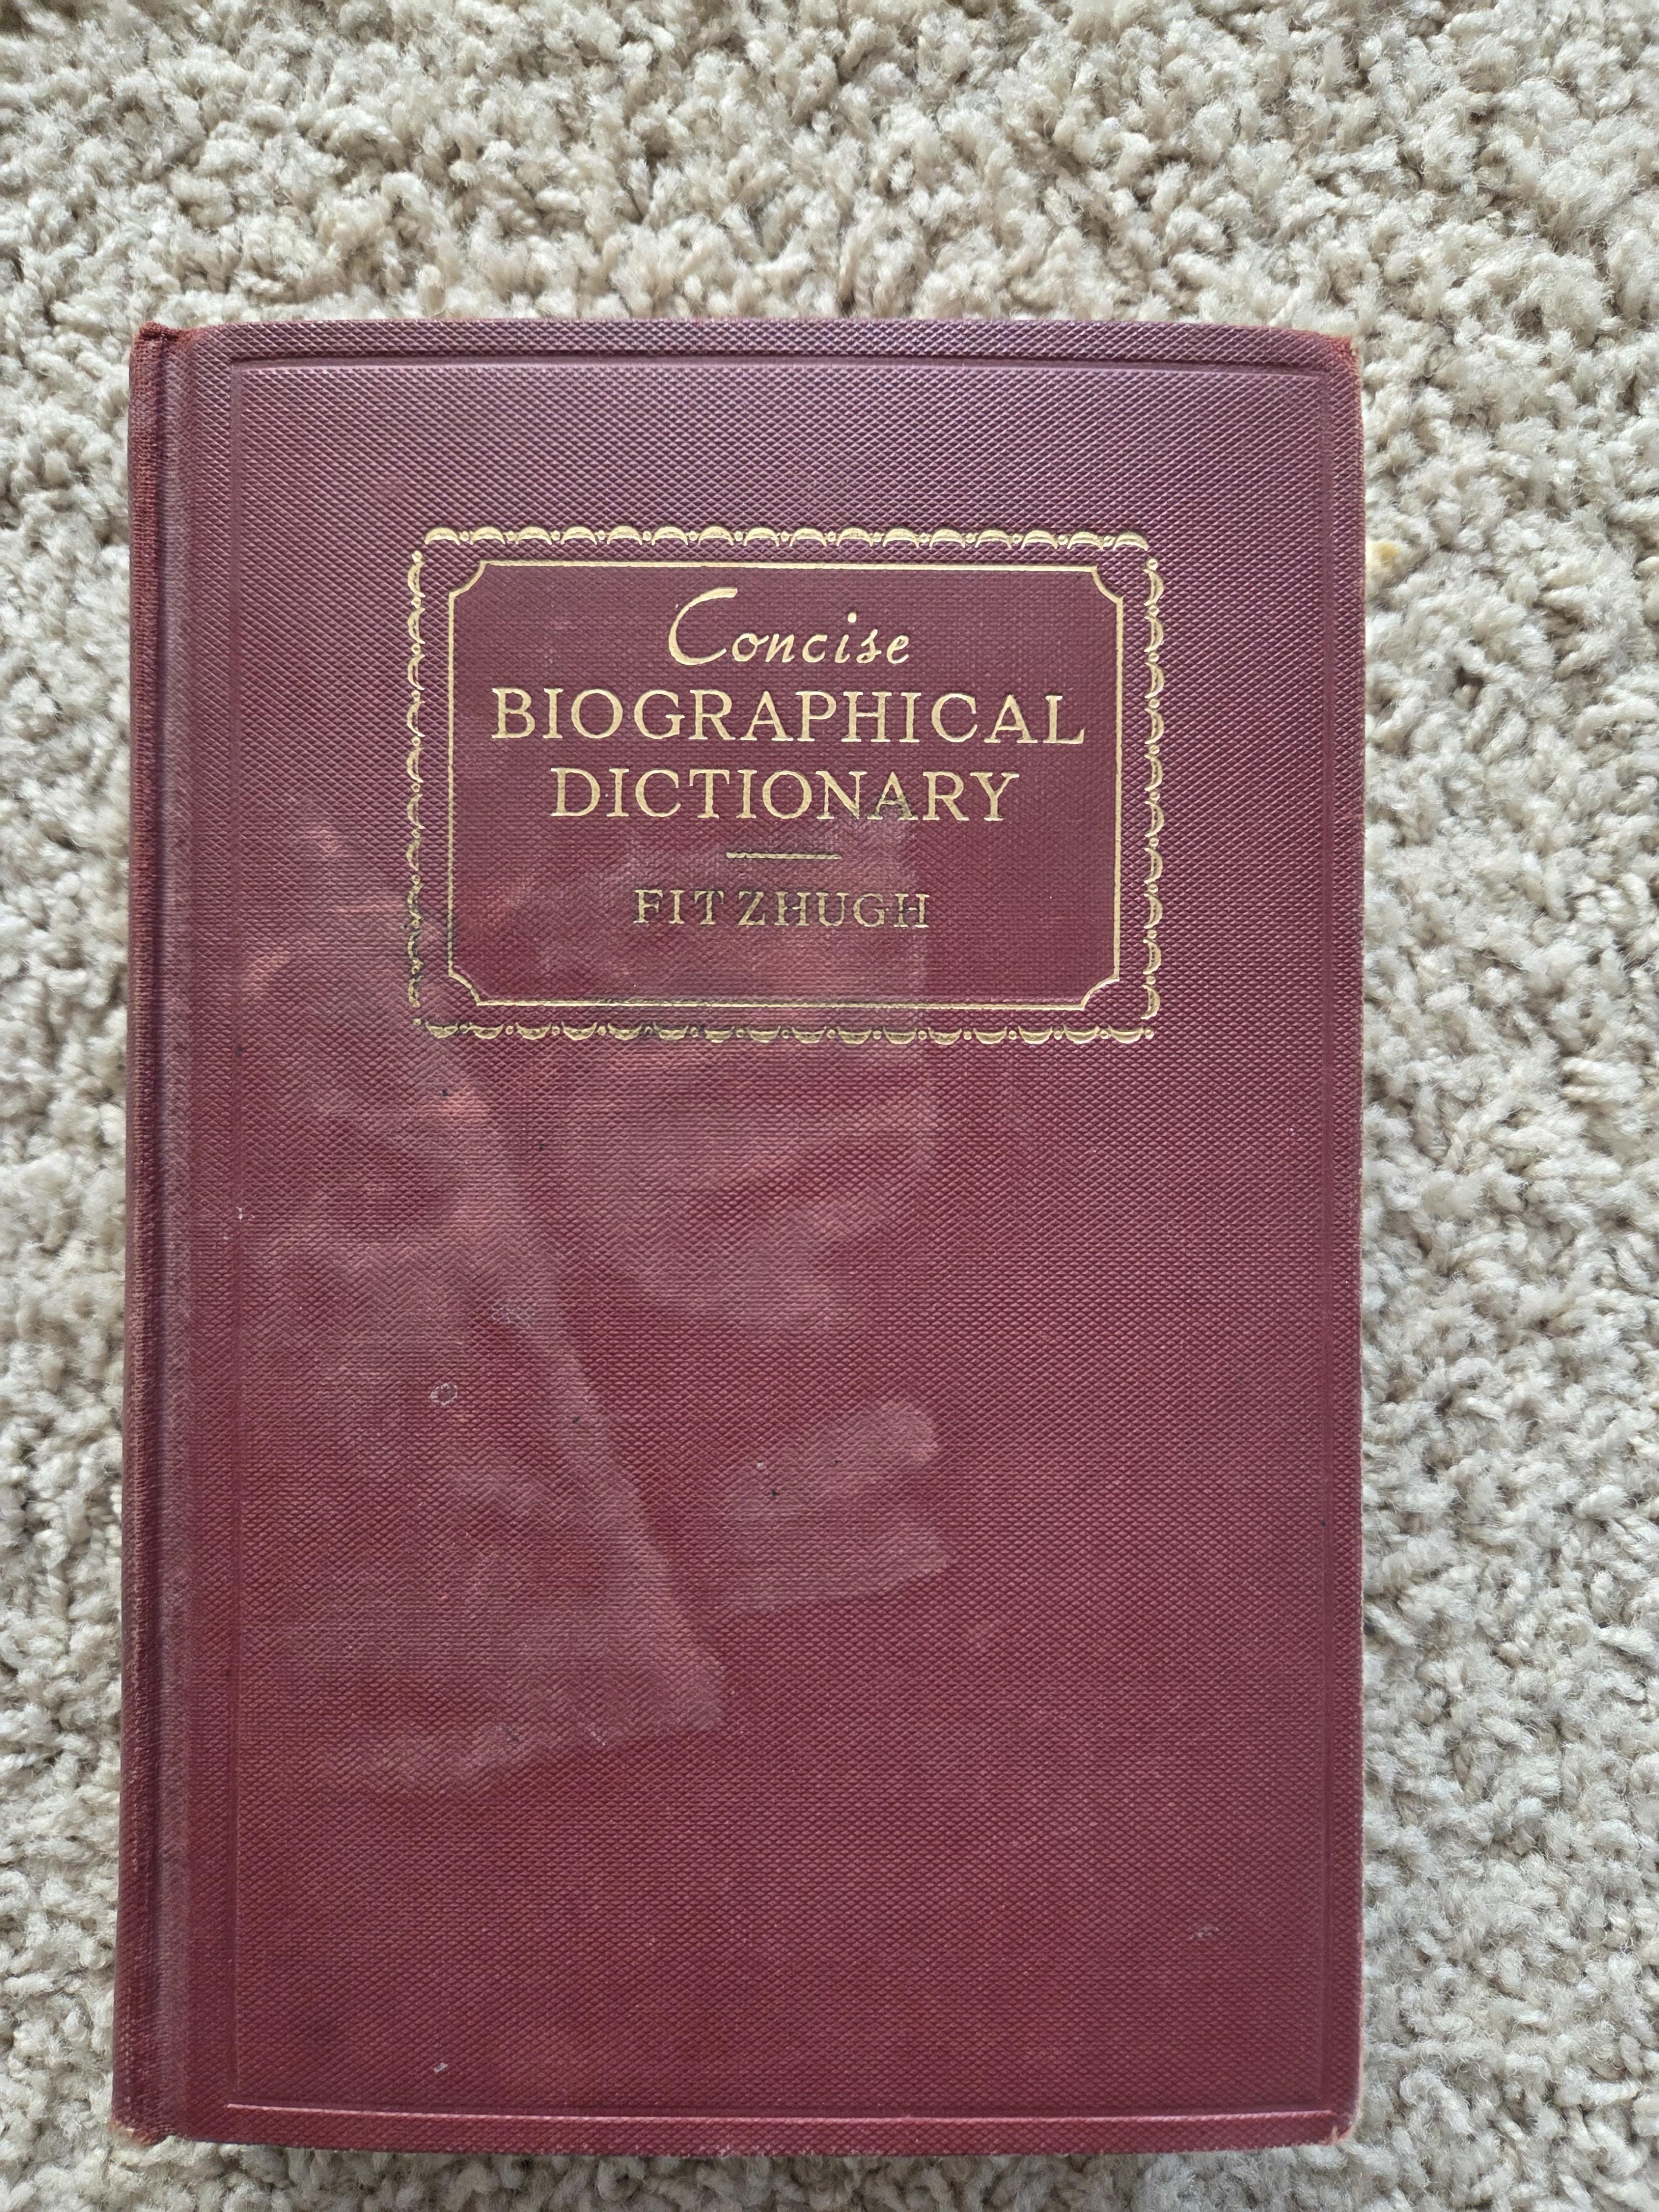 Concise
BIOGRAPHICAL
DICTIONARY
FITZHUGH